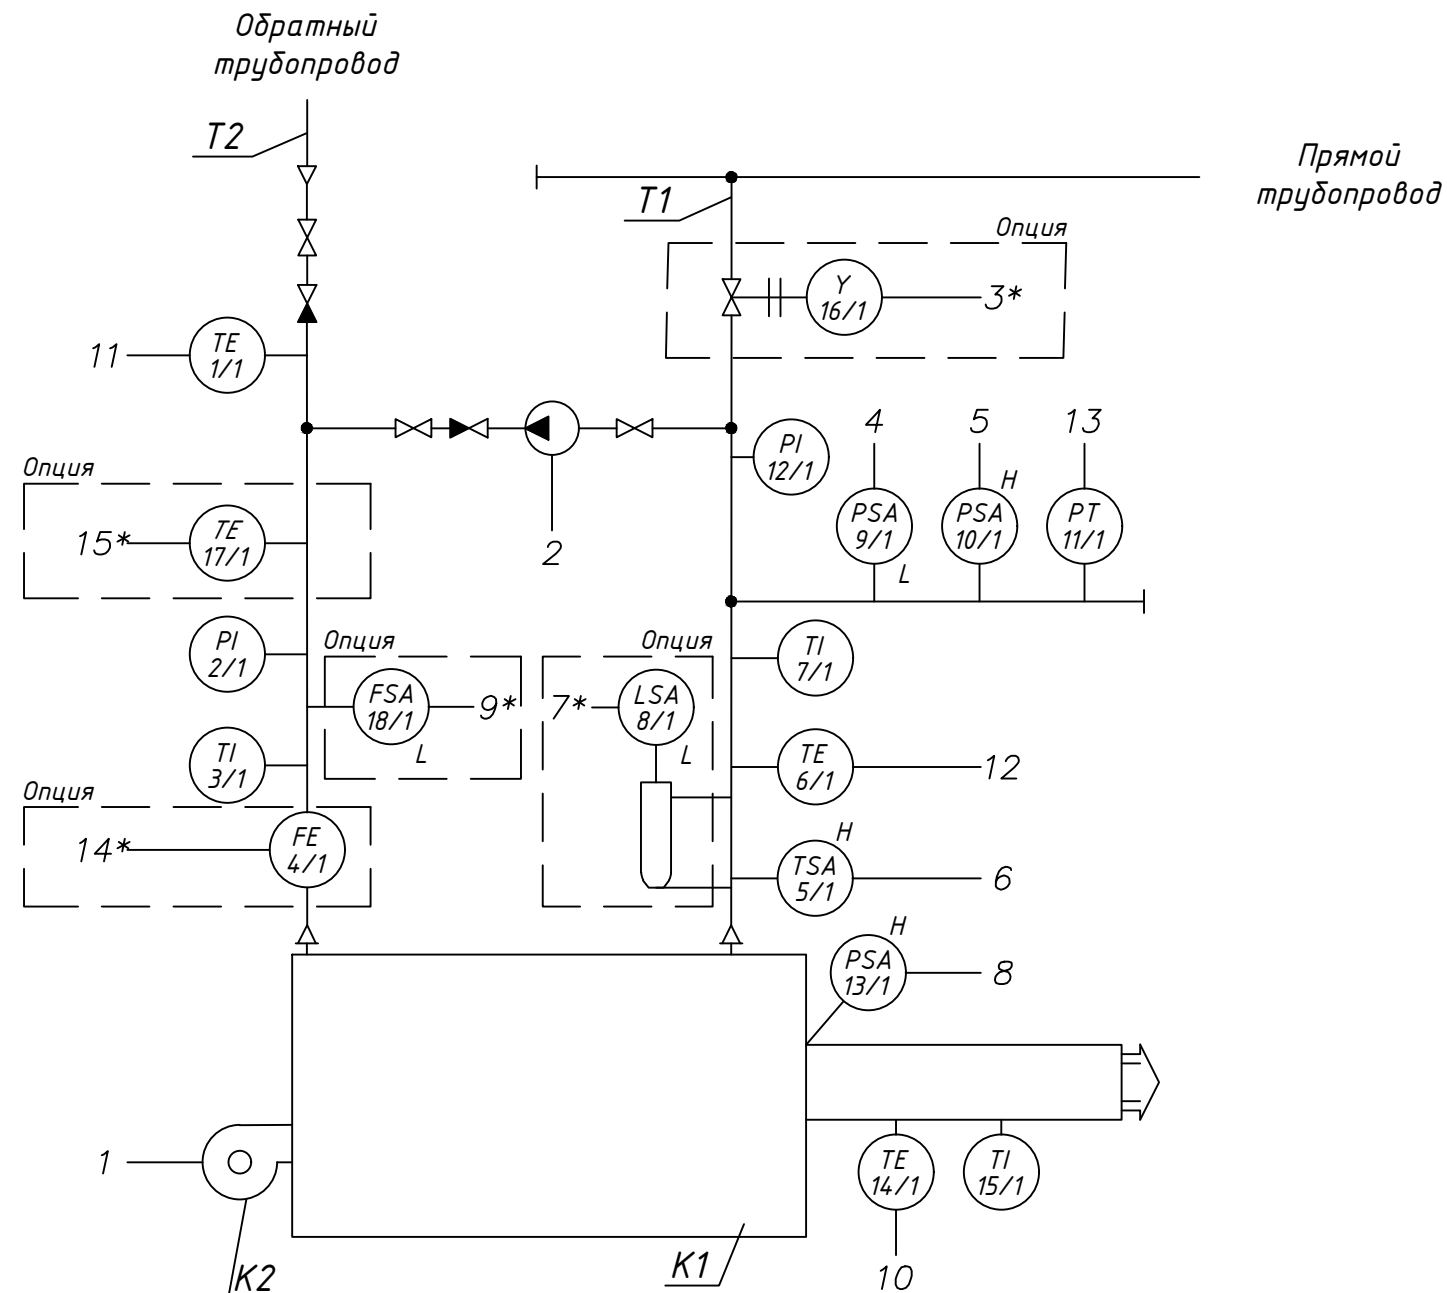 Обратный
трубопровод
T2
Прямой
трубопровод
T1
Опция
Y
16/1
3*
11
TE
1/1
4
5
13
PI
12/1
Опция
H
PSA
9/1
L
PSA
10/1
PT
11/1
15*
TE
17/1
2
PI
2/1
Опция
Опция
TI
7/1
FSA
18/1
9*
L
7*
LSA
8/1
L
TI
3/1
TE
6/1
12
Опция
14*
FE
4/1
H
TSA
5/1
6
H
PSA
13/1
8
1
TE
14/1
TI
15/1
K2
K1
10